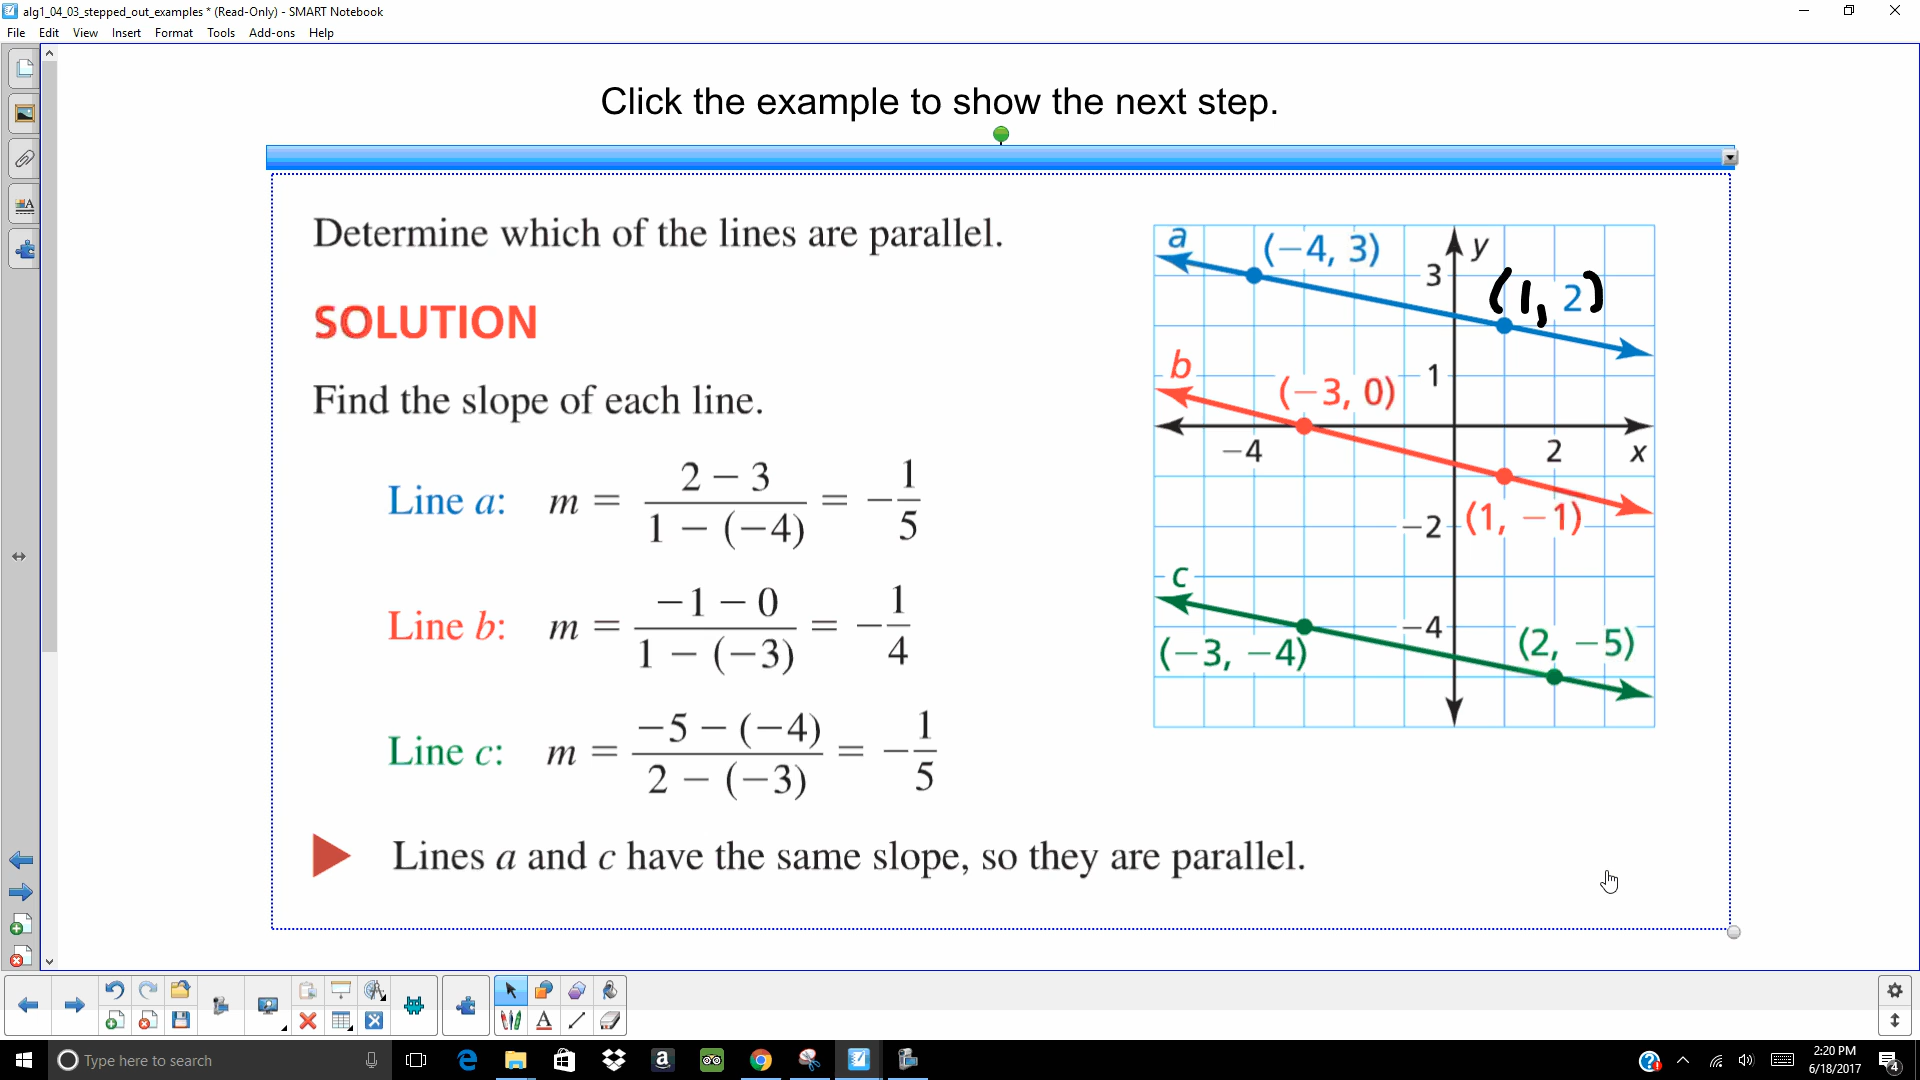 alg1_04_03_stepped_out_examples * (Read-Only) - SMART Notebook
File Edit View Insert Format Tools Add-ons Help
Click the example to show the next step.
Determine which of the lines are parallel.
SOLUTION
Find the slope of each line.
Line a: m = (2 − 3)/(1 − (−4)) = −1/5
Line b: m = (−1 − 0)/(1 − (−3)) = −1/4
Line c: m = (−5 − (−4))/(2 − (−3)) = −1/5
Lines a and c have the same slope, so they are parallel.
a (−4, 3) y
3 (1, 2)
b (−3, 0) 1
−4 2 x
−2 (1, −1)
c
−4 (2, −5)
(−3, −4)
Type here to search
2:20 PM
6/18/2017
4